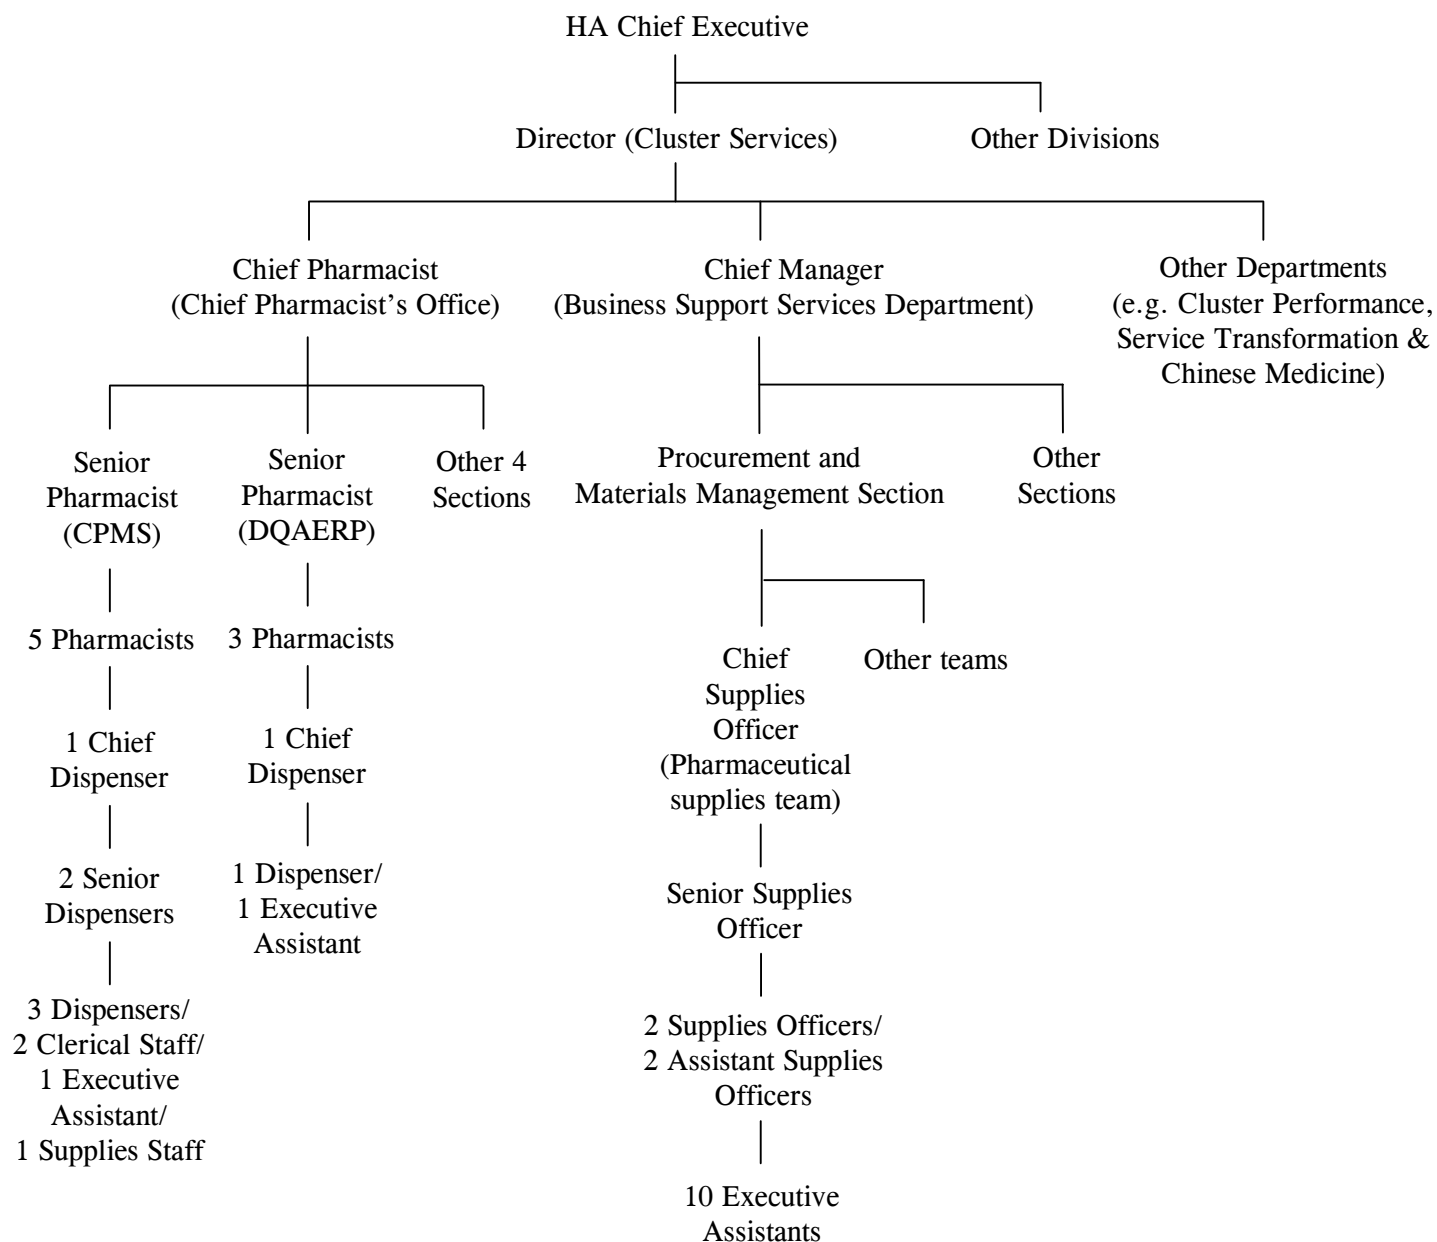 HA Chief Executive
Director (Cluster Services)
Other Divisions
Chief Pharmacist
(Chief Pharmacist's Office)
Chief Manager
(Business Support Services Department)
Other Departments
(e.g. Cluster Performance,
Service Transformation &
Chinese Medicine)
Senior
Pharmacist
(CPMS)
Senior
Pharmacist
(DQAERP)
Other 4
Sections
Procurement and
Materials Management Section
Other
Sections
5 Pharmacists
3 Pharmacists
Chief
Supplies
Officer
(Pharmaceutical
supplies team)
Other teams
1 Chief
Dispenser
1 Chief
Dispenser
2 Senior
Dispensers
1 Dispenser/
1 Executive
Assistant
Senior Supplies
Officer
3 Dispensers/
2 Clerical Staff/
1 Executive
Assistant/
1 Supplies Staff
2 Supplies Officers/
2 Assistant Supplies
Officers
10 Executive
Assistants